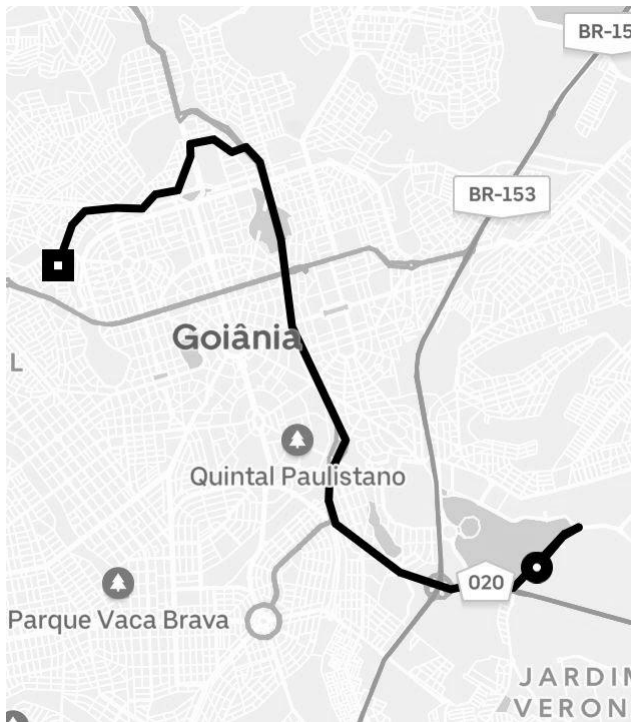 BR-15
BR-153
Goiânia
L
Quintal Paulistano
020
Parque Vaca Brava
JARDIM
VERON